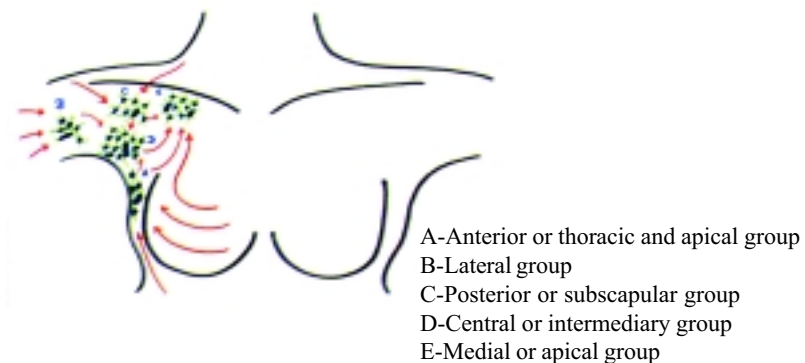 A-Anterior or thoracic and apical group
B-Lateral group
C-Posterior or subscapular group
D-Central or intermediary group
E-Medial or apical group